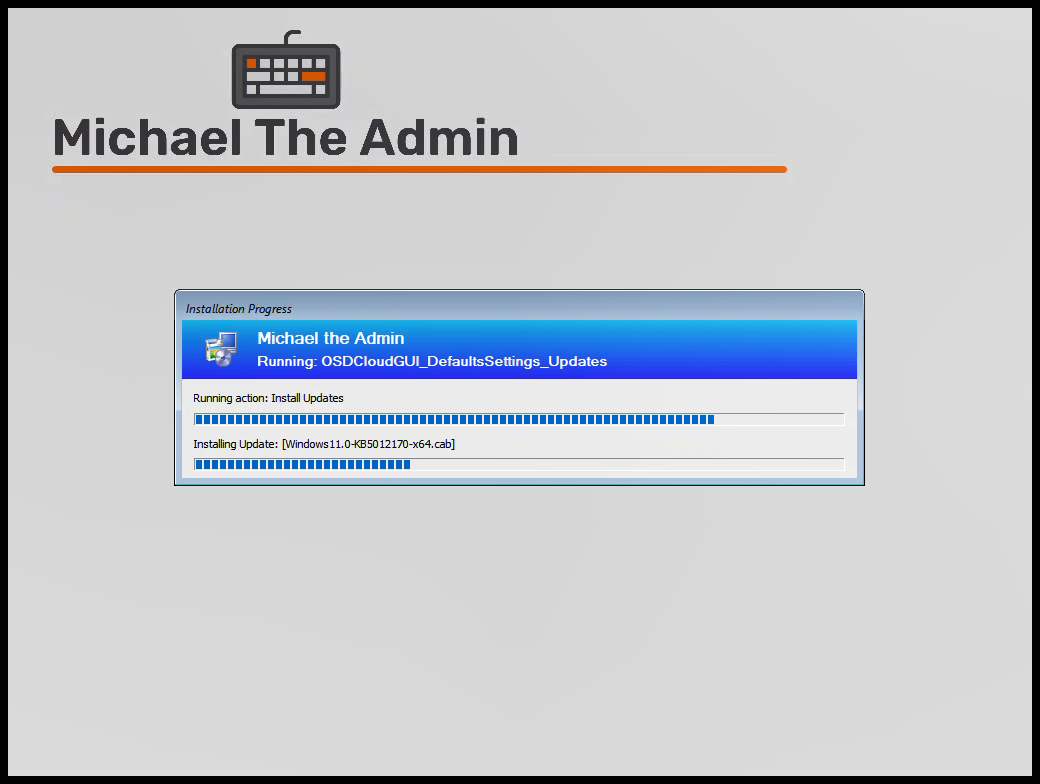 Michael The Admin
Installation Progress
Michael the Admin
Running: OSDCloudGUI_DefaultsSettings_Updates
Running action: Install Updates
Installing Update: [Windows11.0-KB5012170-x64.cab]